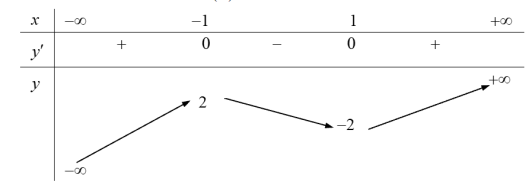 x −∞ −1 1 +∞
y′ + 0 − 0 +
y +∞
2
−2
−∞